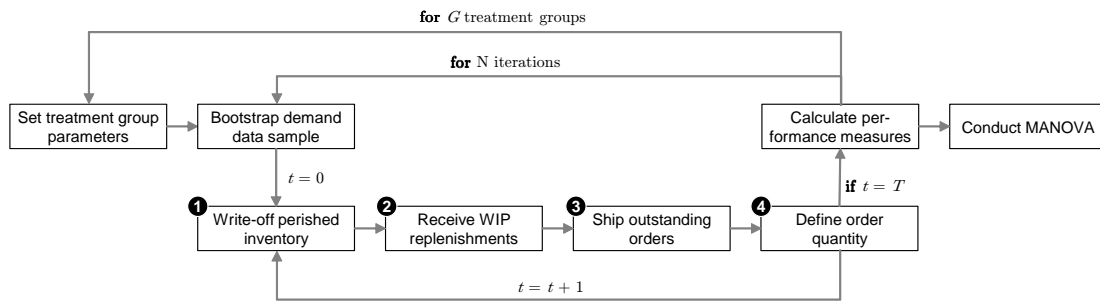 for G treatment groups
for N iterations
Set treatment group
parameters
Bootstrap demand
data sample
Calculate per-
formance measures
Conduct MANOVA
t = 0
if t = T
1
Write-off perished
inventory
2
Receive WIP
replenishments
3
Ship outstanding
orders
4
Define order
quantity
t = t + 1